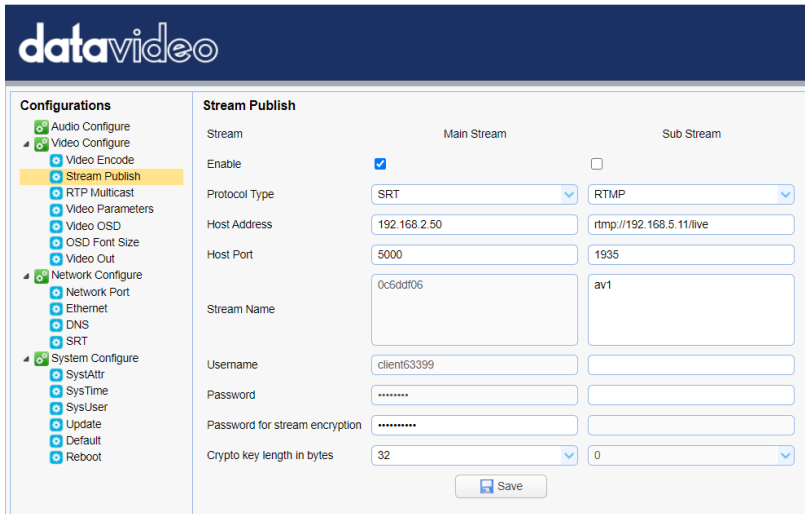 datavideo
Configurations
Audio Configure
Video Configure
Video Encode
Stream Publish
RTP Multicast
Video Parameters
Video OSD
OSD Font Size
Video Out
Network Configure
Network Port
Ethernet
DNS
SRT
System Configure
SystAttr
SysTime
SysUser
Update
Default
Reboot
Stream Publish
Stream Main Stream Sub Stream
Enable
Protocol Type SRT RTMP
Host Address 192.168.2.50 rtmp://192.168.5.11/live
Host Port 5000 1935
Stream Name 0c6ddf06 av1
Username client63399
Password ••••••••
Password for stream encryption ••••••••••
Crypto key length in bytes 32 0
Save